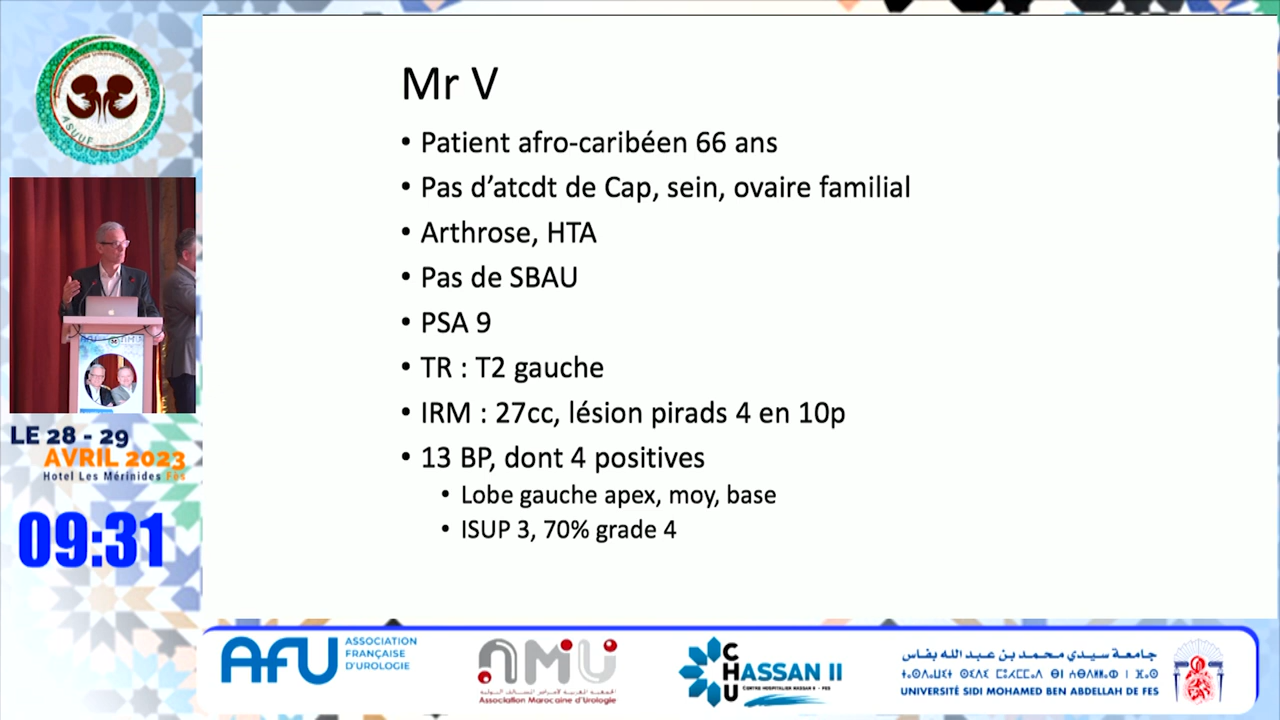 ASUUF
LE 28 - 29
AVRIL 2023
Hotel Les Mérinides Fes
09:31
Mr V
• Patient afro-caribéen 66 ans
• Pas d’atcdt de Cap, sein, ovaire familial
• Arthrose, HTA
• Pas de SBAU
• PSA 9
• TR : T2 gauche
• IRM : 27cc, lésion pirads 4 en 10p
• 13 BP, dont 4 positives
• Lobe gauche apex, moy, base
• ISUP 3, 70% grade 4
AFU
ASSOCIATION
FRANÇAISE
D'UROLOGIE
AMU
Association Marocaine d'Urologie
CHU
HASSAN II
CENTRE HOSPITALIER HASSAN II - FES
جامعة سيدي محمد بن عبد الله بفاس
UNIVERSITÉ SIDI MOHAMED BEN ABDELLAH DE FES